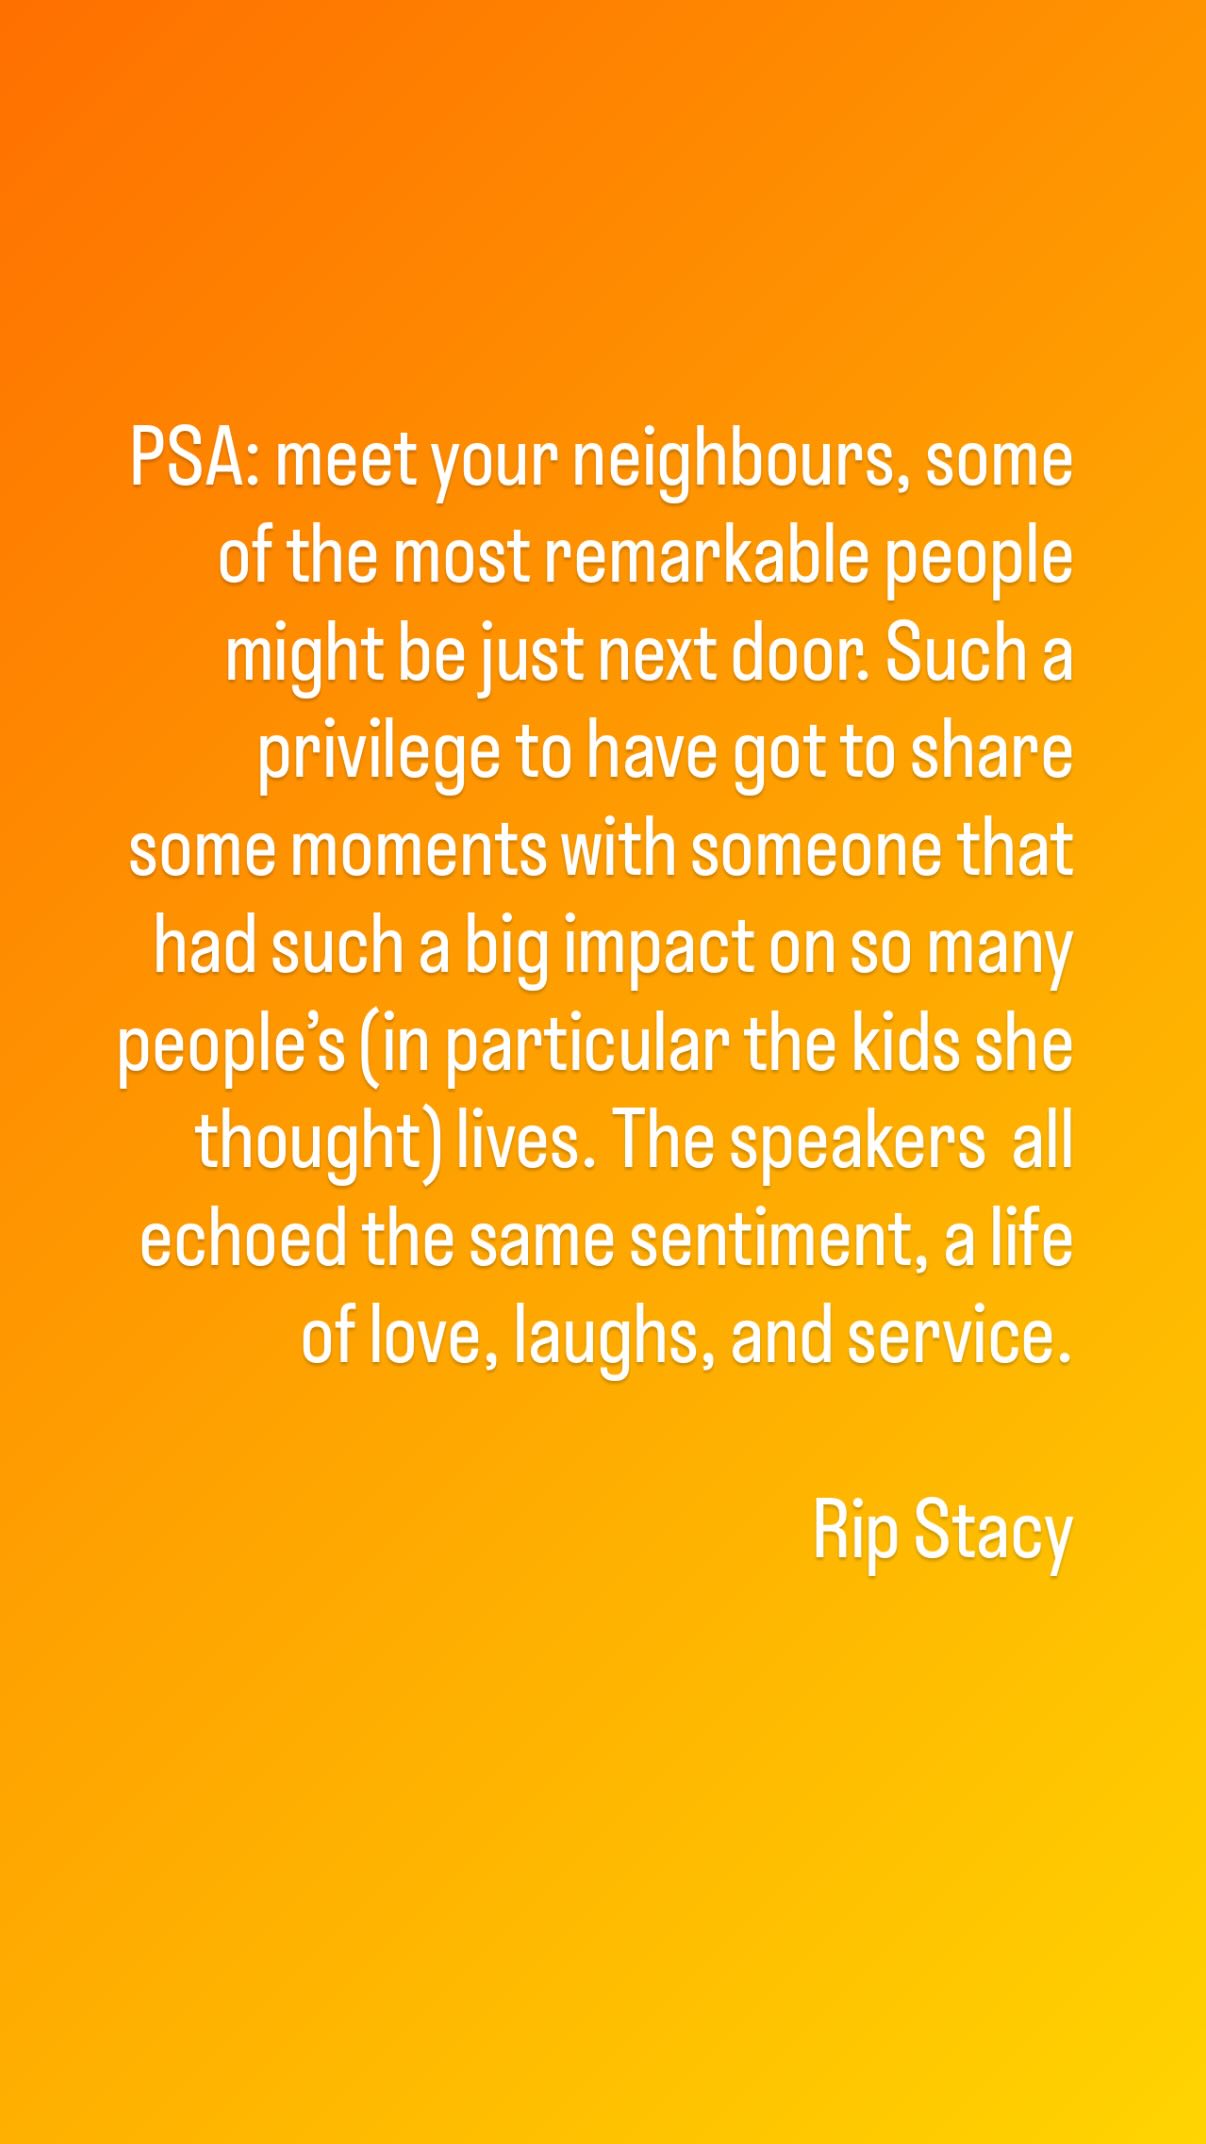 PSA: meet your neighbours, some
of the most remarkable people
might be just next door. Such a
privilege to have got to share
some moments with someone that
had such a big impact on so many
people’s (in particular the kids she
thought) lives. The speakers  all
echoed the same sentiment, a life
of love, laughs, and service.
Rip Stacy